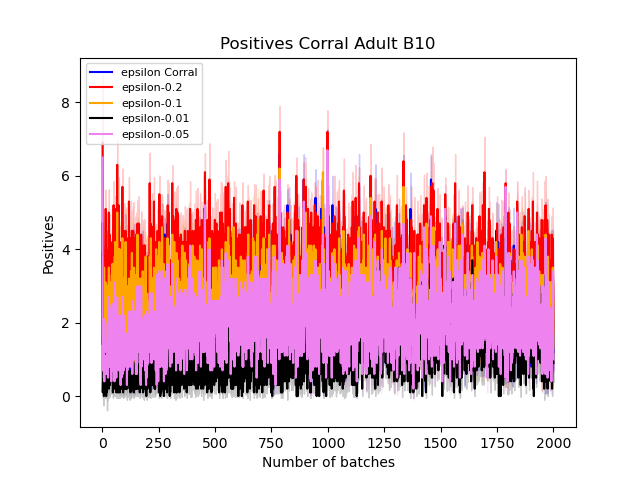 Positives Corral Adult B10
epsilon Corral
epsilon-0.2
epsilon-0.1
epsilon-0.01
epsilon-0.05
Positives
8
6
4
2
0
0 250 500 750 1000 1250 1500 1750 2000
Number of batches